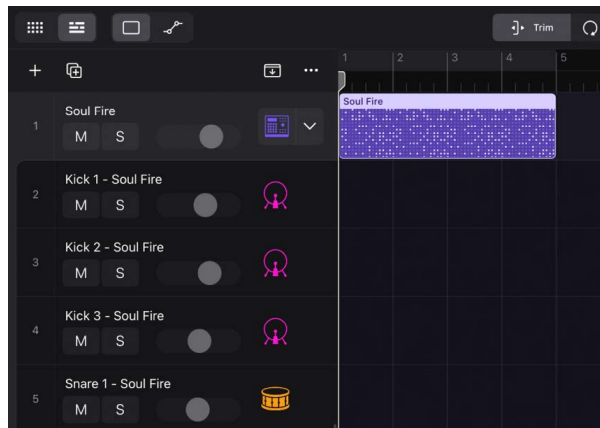 Trim
1 2 3 4 5
1
Soul Fire
M S
Soul Fire
2
Kick 1 - Soul Fire
M S
3
Kick 2 - Soul Fire
M S
4
Kick 3 - Soul Fire
M S
5
Snare 1 - Soul Fire
M S